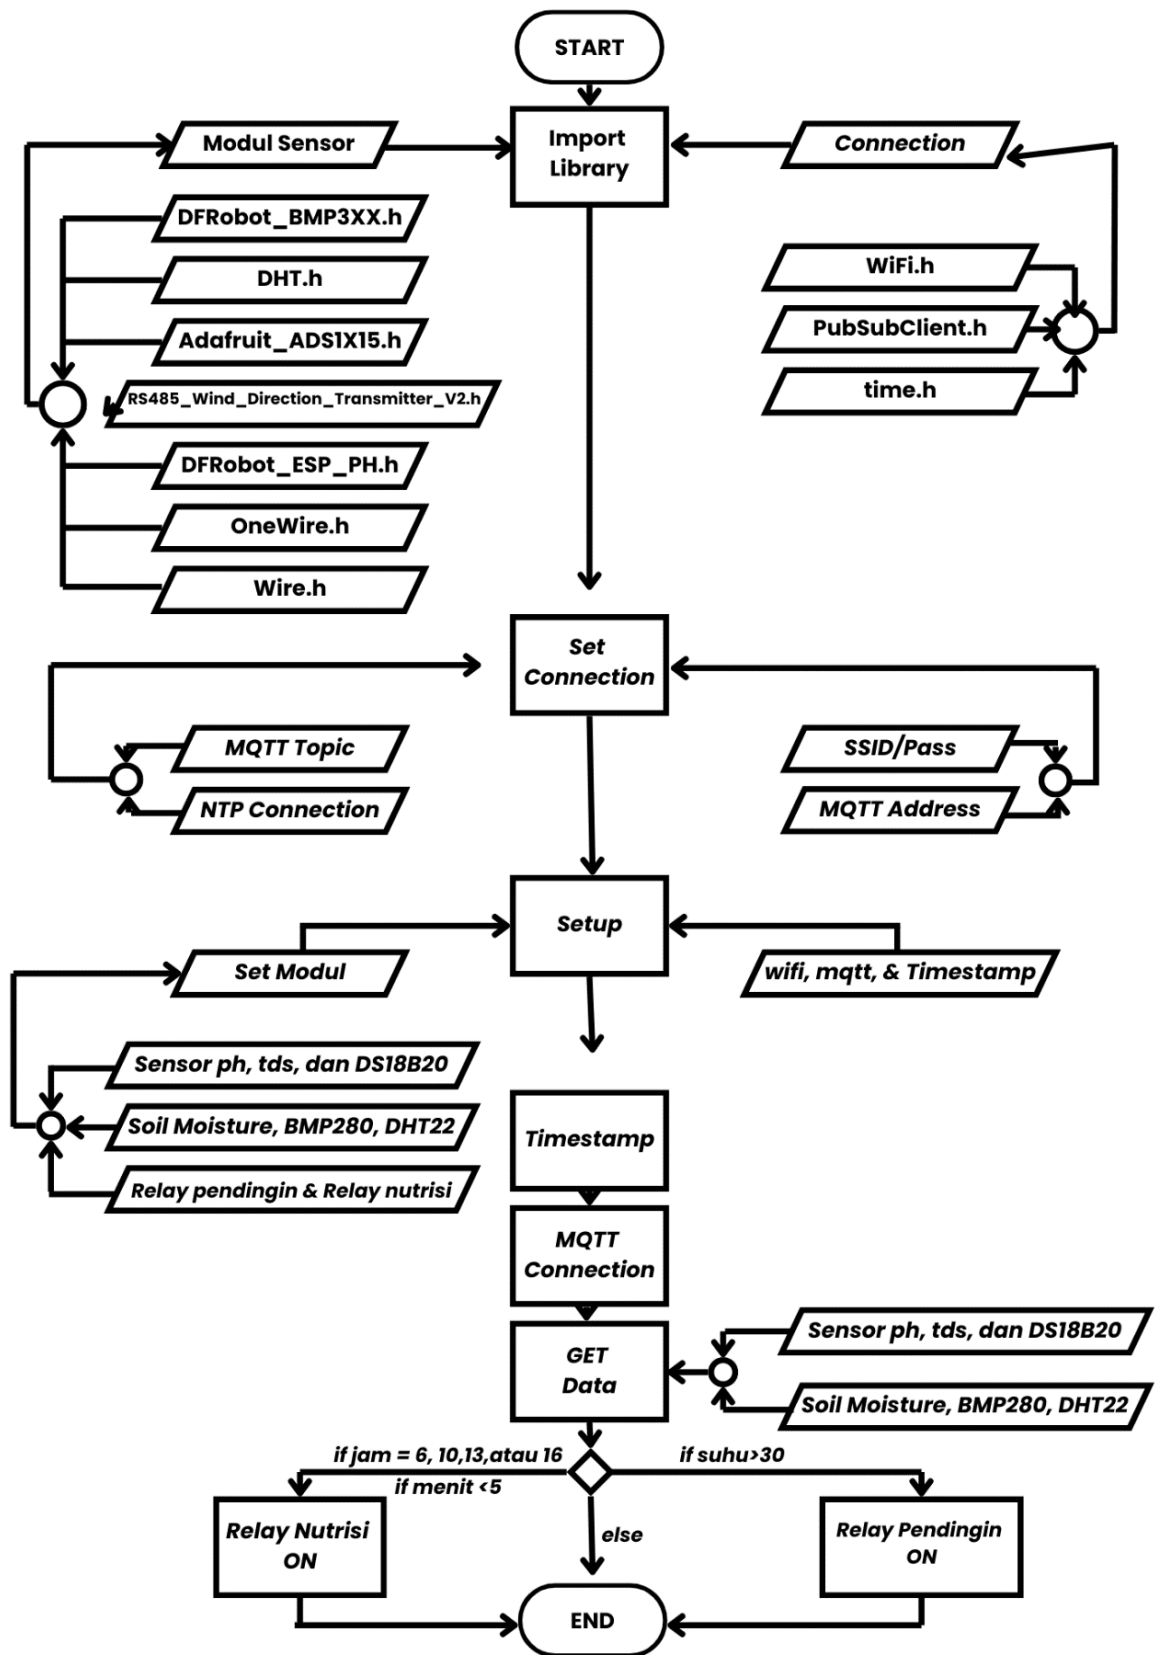 START
Modul Sensor
Import
Library
Connection
DFRobot_BMP3XX.h
DHT.h
Adafruit_ADS1X15.h
RS485_Wind_Direction_Transmitter_V2.h
DFRobot_ESP_PH.h
OneWire.h
Wire.h
WiFi.h
PubSubClient.h
time.h
Set
Connection
MQTT Topic
NTP Connection
SSID/Pass
MQTT Address
Setup
Set Modul
wifi, mqtt, & Timestamp
Sensor ph, tds, dan DS18B20
Soil Moisture, BMP280, DHT22
Relay pendingin & Relay nutrisi
Timestamp
MQTT
Connection
GET
Data
Sensor ph, tds, dan DS18B20
Soil Moisture, BMP280, DHT22
if jam = 6, 10,13,atau 16
if menit <5
if suhu>30
else
Relay Nutrisi
ON
Relay Pendingin
ON
END